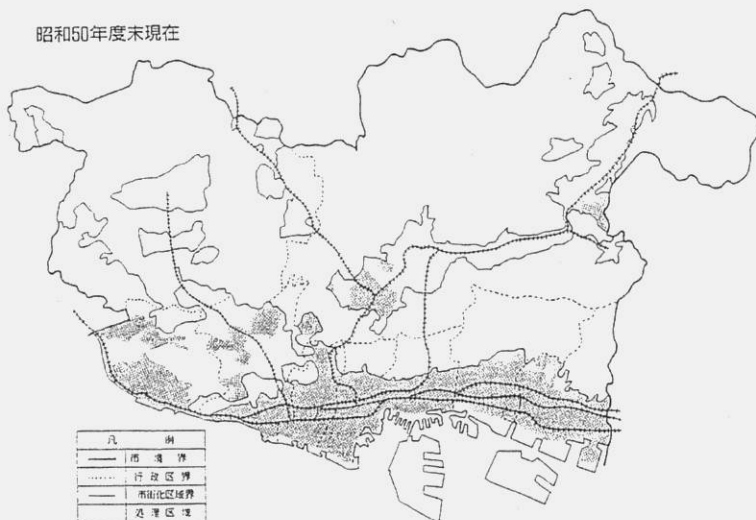 昭和50年度末現在
凡例
市境界
行政区界
市街化区域界
処理区域